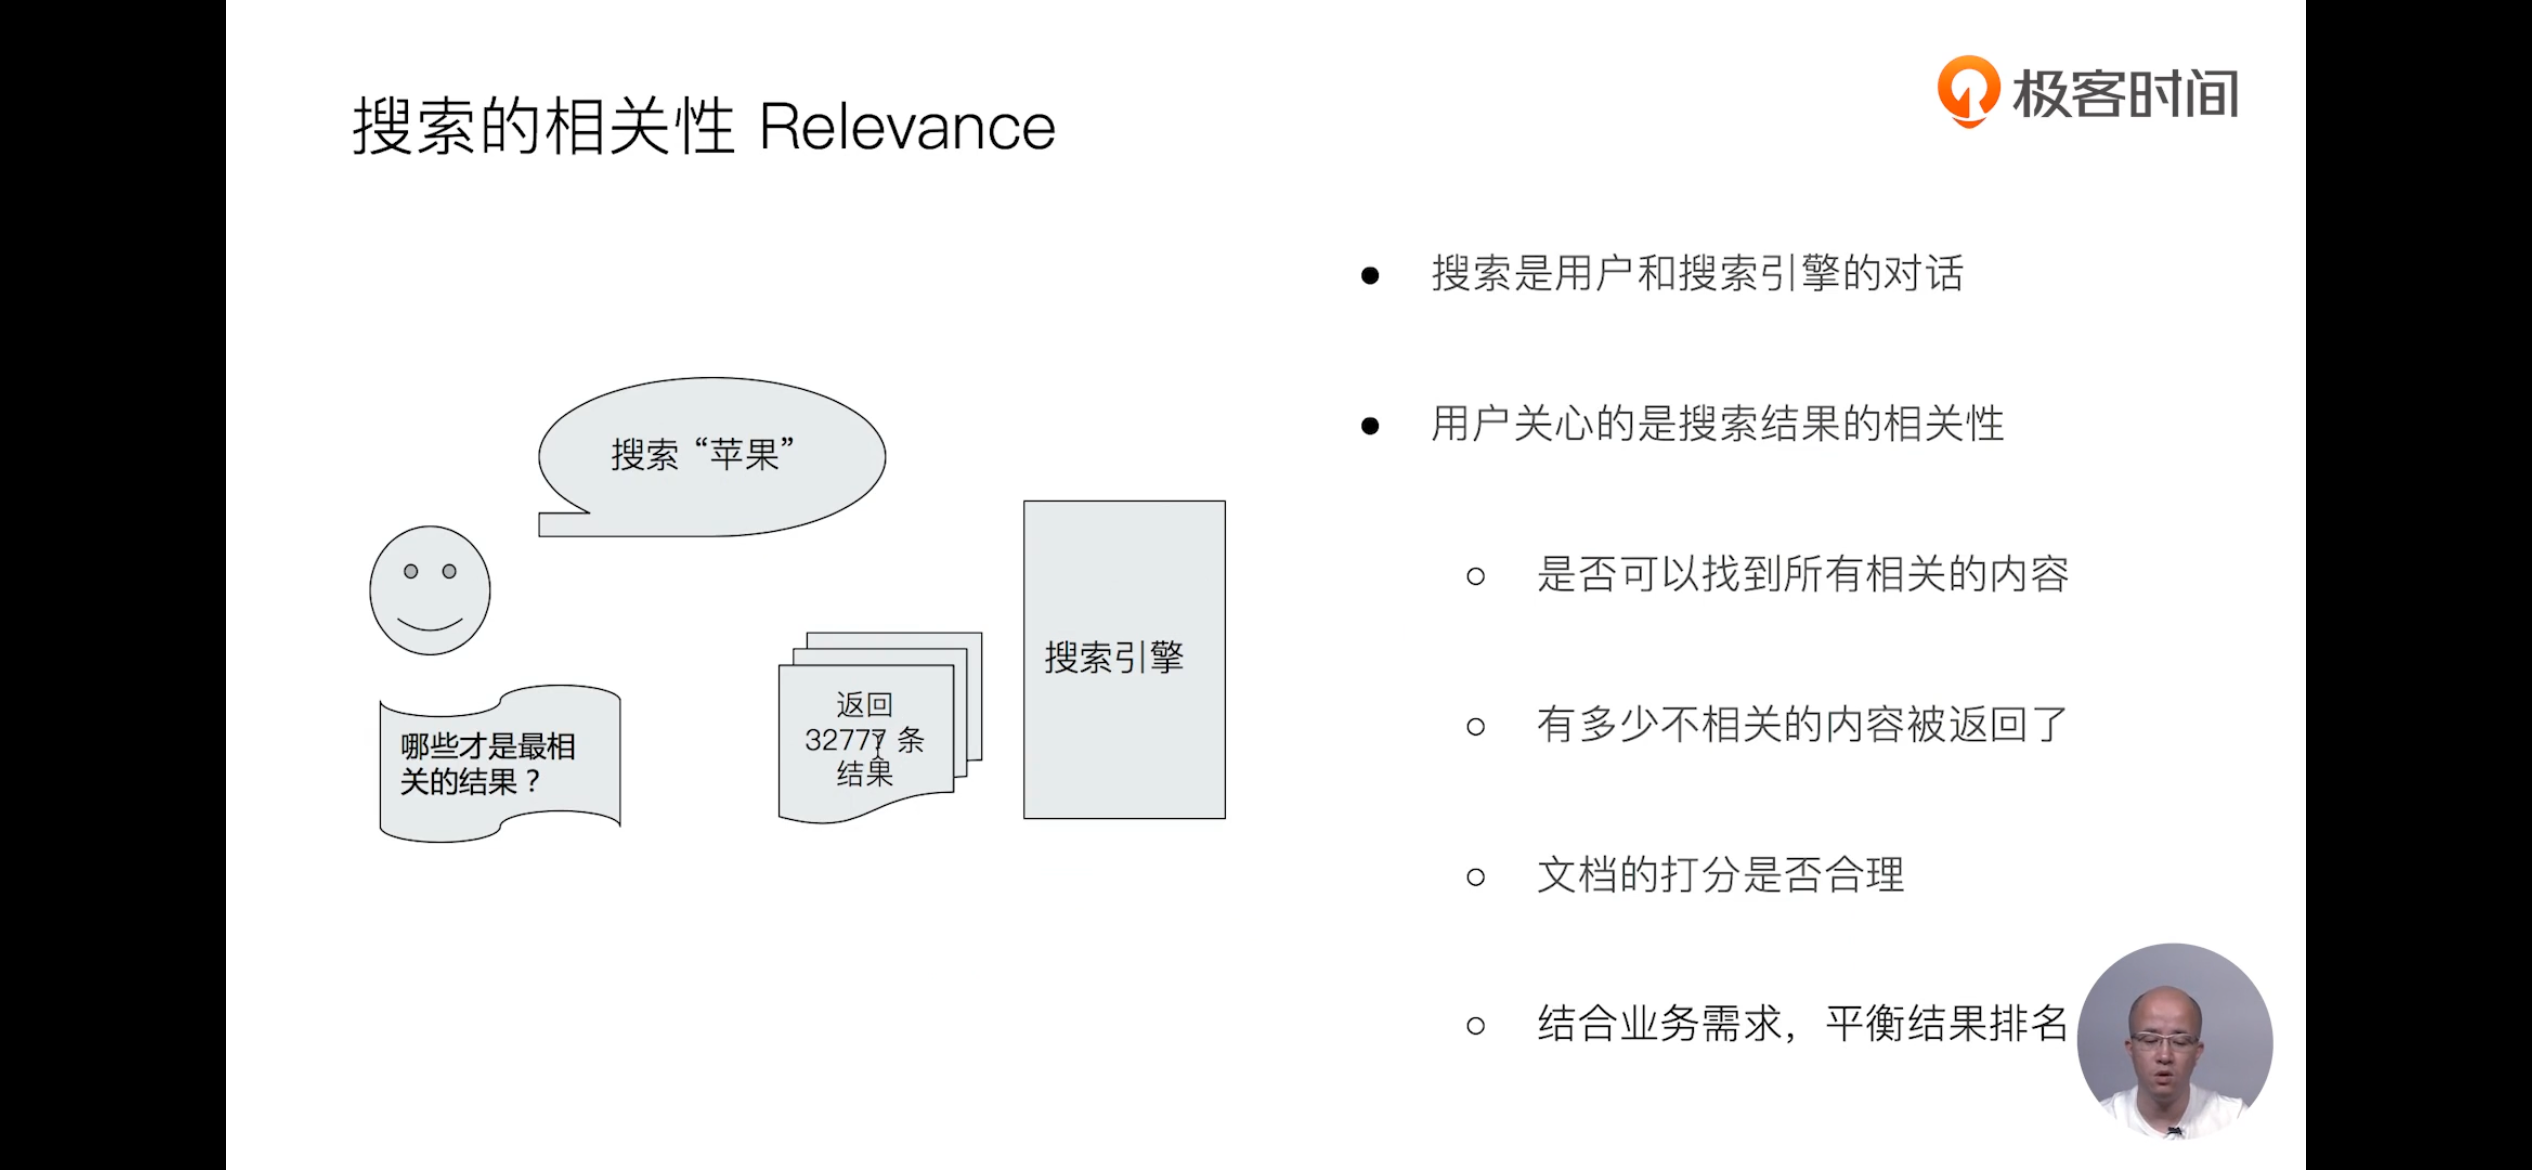 极客时间
搜索的相关性 Relevance
搜索“苹果”
搜索引擎
返回
32777 条
结果
哪些才是最相
关的结果？
● 搜索是用户和搜索引擎的对话
● 用户关心的是搜索结果的相关性
○ 是否可以找到所有相关的内容
○ 有多少不相关的内容被返回了
○ 文档的打分是否合理
○ 结合业务需求，平衡结果排名